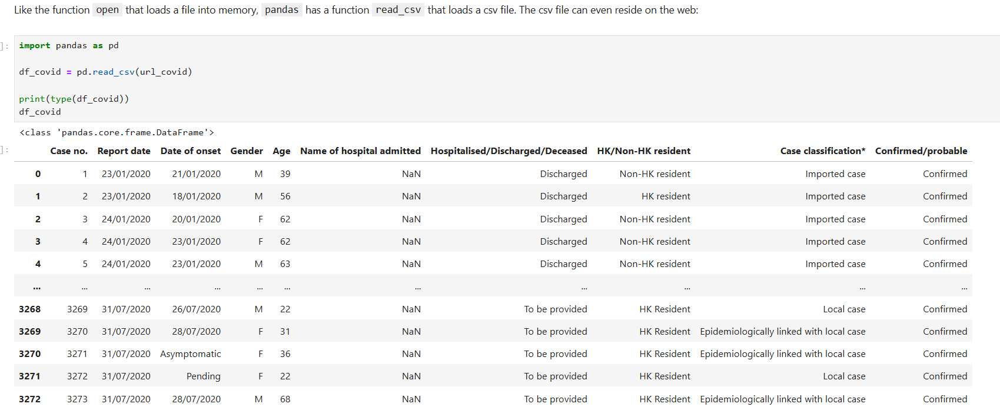 Like the function open that loads a file into memory, pandas has a function read_csv that loads a csv file. The csv file can even reside on the web:
]:
import pandas as pd
df_covid = pd.read_csv(url_covid)
print(type(df_covid))
df_covid
<class 'pandas.core.frame.DataFrame'>
]:
Case no. Report date Date of onset Gender Age Name of hospital admitted Hospitalised/Discharged/Deceased HK/Non-HK resident Case classification* Confirmed/probable
0 1 23/01/2020 21/01/2020 M 39 NaN Discharged Non-HK resident Imported case Confirmed
1 2 23/01/2020 18/01/2020 M 56 NaN Discharged HK resident Imported case Confirmed
2 3 24/01/2020 20/01/2020 F 62 NaN Discharged Non-HK resident Imported case Confirmed
3 4 24/01/2020 23/01/2020 F 62 NaN Discharged Non-HK resident Imported case Confirmed
4 5 24/01/2020 23/01/2020 M 63 NaN Discharged Non-HK resident Imported case Confirmed
... ... ... ... ... ... ... ... ... ... ...
3268 3269 31/07/2020 26/07/2020 M 22 NaN To be provided HK Resident Local case Confirmed
3269 3270 31/07/2020 28/07/2020 F 31 NaN To be provided HK Resident Epidemiologically linked with local case Confirmed
3270 3271 31/07/2020 Asymptomatic F 36 NaN To be provided HK Resident Epidemiologically linked with local case Confirmed
3271 3272 31/07/2020 Pending F 22 NaN To be provided HK Resident Local case Confirmed
3272 3273 31/07/2020 28/07/2020 M 68 NaN To be provided HK Resident Epidemiologically linked with local case Confirmed